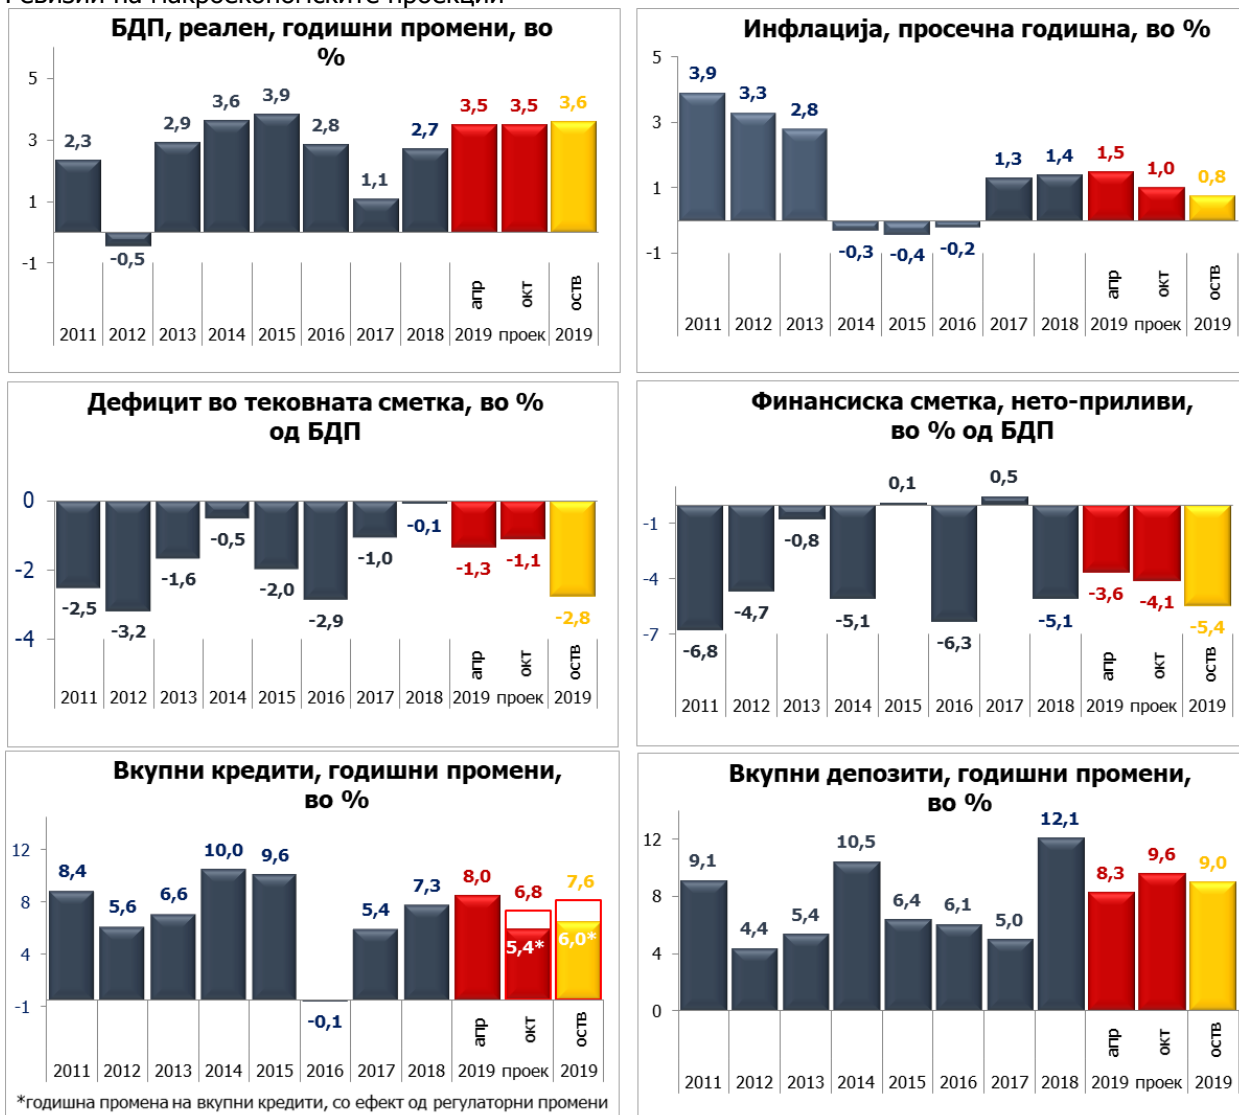 Ревизии на макроекономските проекции
БДП, реален, годишни промени, во
%
5
3
1
-1
2,3
-0,5
2,9
3,6
3,9
2,8
1,1
2,7
3,5
3,5
3,6
апр
окт
оств
2011 2012 2013 2014 2015 2016 2017 2018 2019 проек 2019
Инфлација, просечна годишна, во %
5
3
1
-1
3,9
3,3
2,8
-0,3
-0,4
-0,2
1,3
1,4
1,5
1,0
0,8
апр
окт
оств
2011 2012 2013 2014 2015 2016 2017 2018 2019 проек 2019
Дефицит во тековната сметка, во %
од БДП
0
-2
-4
-2,5
-3,2
-1,6
-0,5
-2,0
-2,9
-1,0
-0,1
-1,3
-1,1
-2,8
апр
окт
оств
2011 2012 2013 2014 2015 2016 2017 2018 2019 проек 2019
Финансиска сметка, нето-приливи,
во % од БДП
-1
-4
-7
-6,8
-4,7
-0,8
-5,1
0,1
-6,3
0,5
-5,1
-3,6
-4,1
-5,4
апр
окт
оств
2011 2012 2013 2014 2015 2016 2017 2018 2019 проек 2019
Вкупни кредити, годишни промени,
во %
12
8
4
-1
8,4
5,6
6,6
10,0
9,6
-0,1
5,4
7,3
8,0
6,8
5,4*
7,6
6,0*
апр
окт
оств
2011 2012 2013 2014 2015 2016 2017 2018 2019 проек 2019
*годишна промена на вкупни кредити, со ефект од регулаторни промени
Вкупни депозити, годишни промени,
во %
12
8
4
0
9,1
4,4
5,4
10,5
6,4
6,1
5,0
12,1
8,3
9,6
9,0
апр
окт
оств
2011 2012 2013 2014 2015 2016 2017 2018 2019 проек 2019